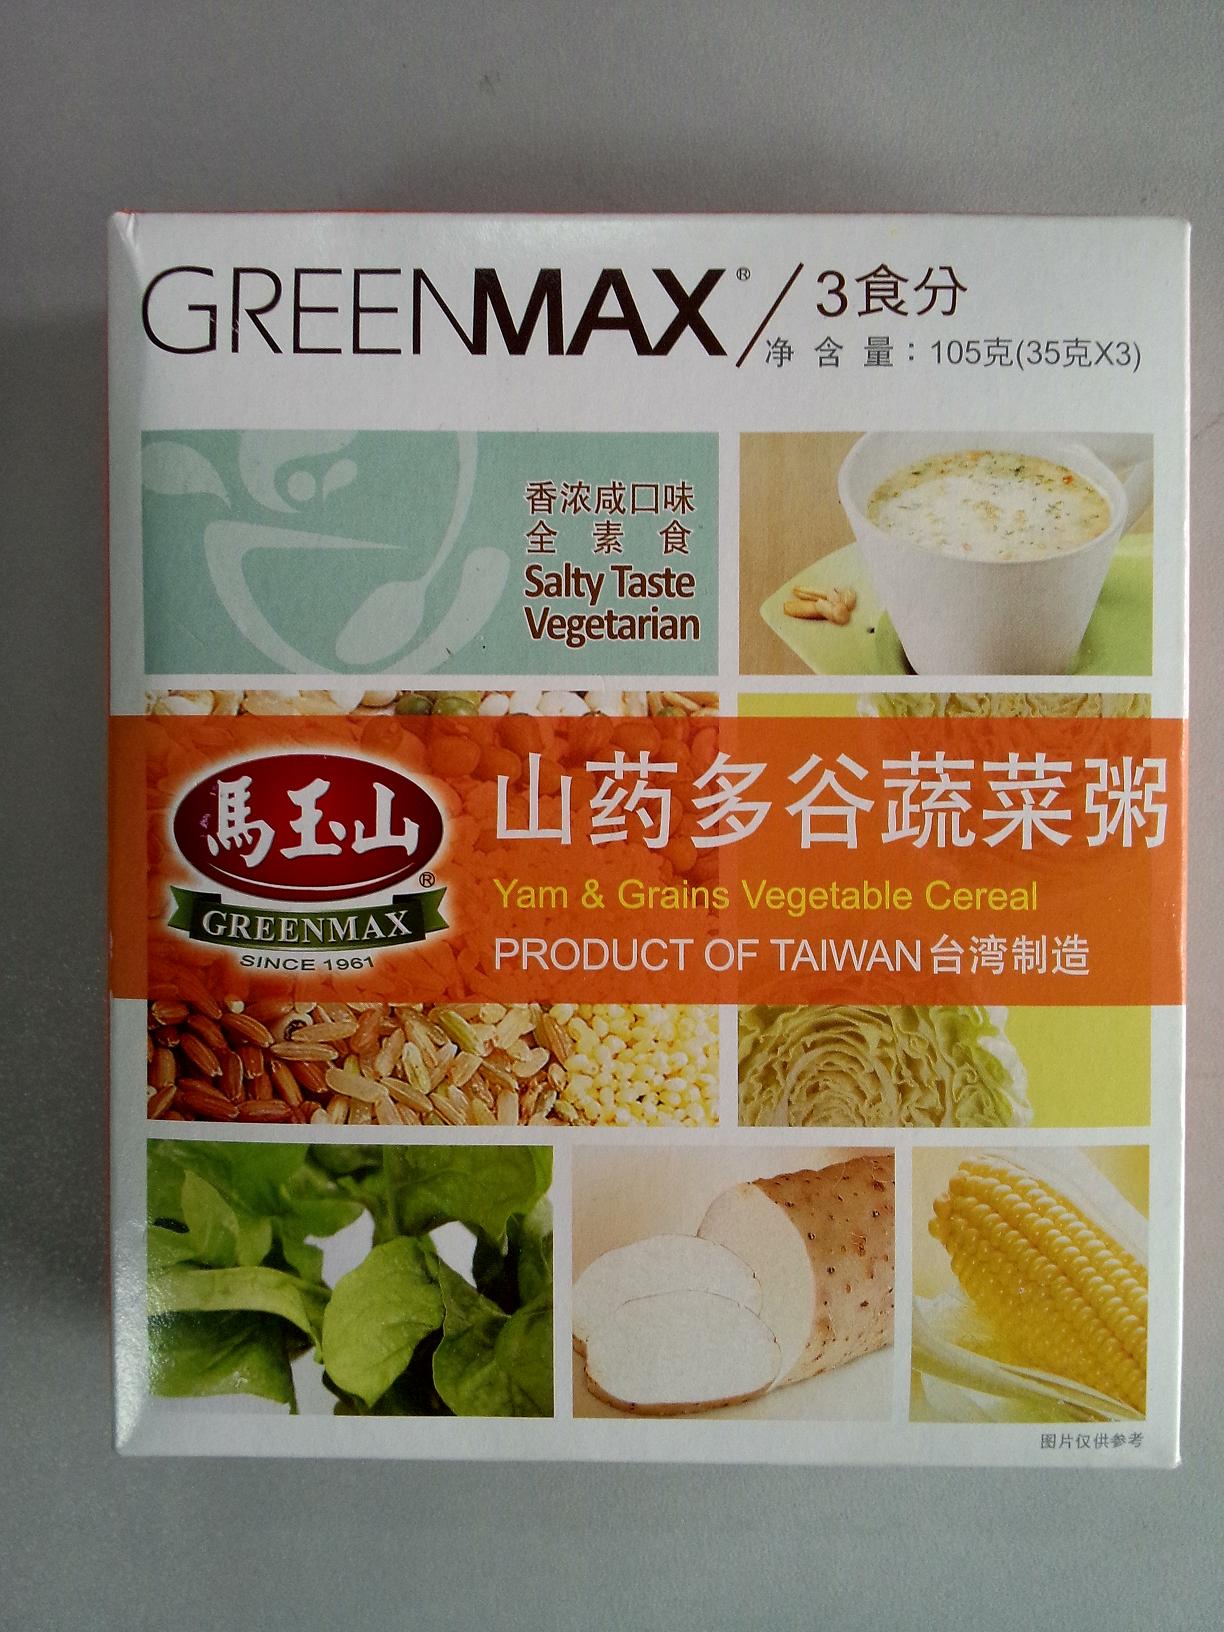 GREENMAX® / 3食分
净含量：105克(35克X3)
香浓咸口味
全素食
Salty Taste
Vegetarian
馬玉山®
GREENMAX
SINCE 1961
山药多谷蔬菜粥
Yam & Grains Vegetable Cereal
PRODUCT OF TAIWAN台湾制造
图片仅供参考